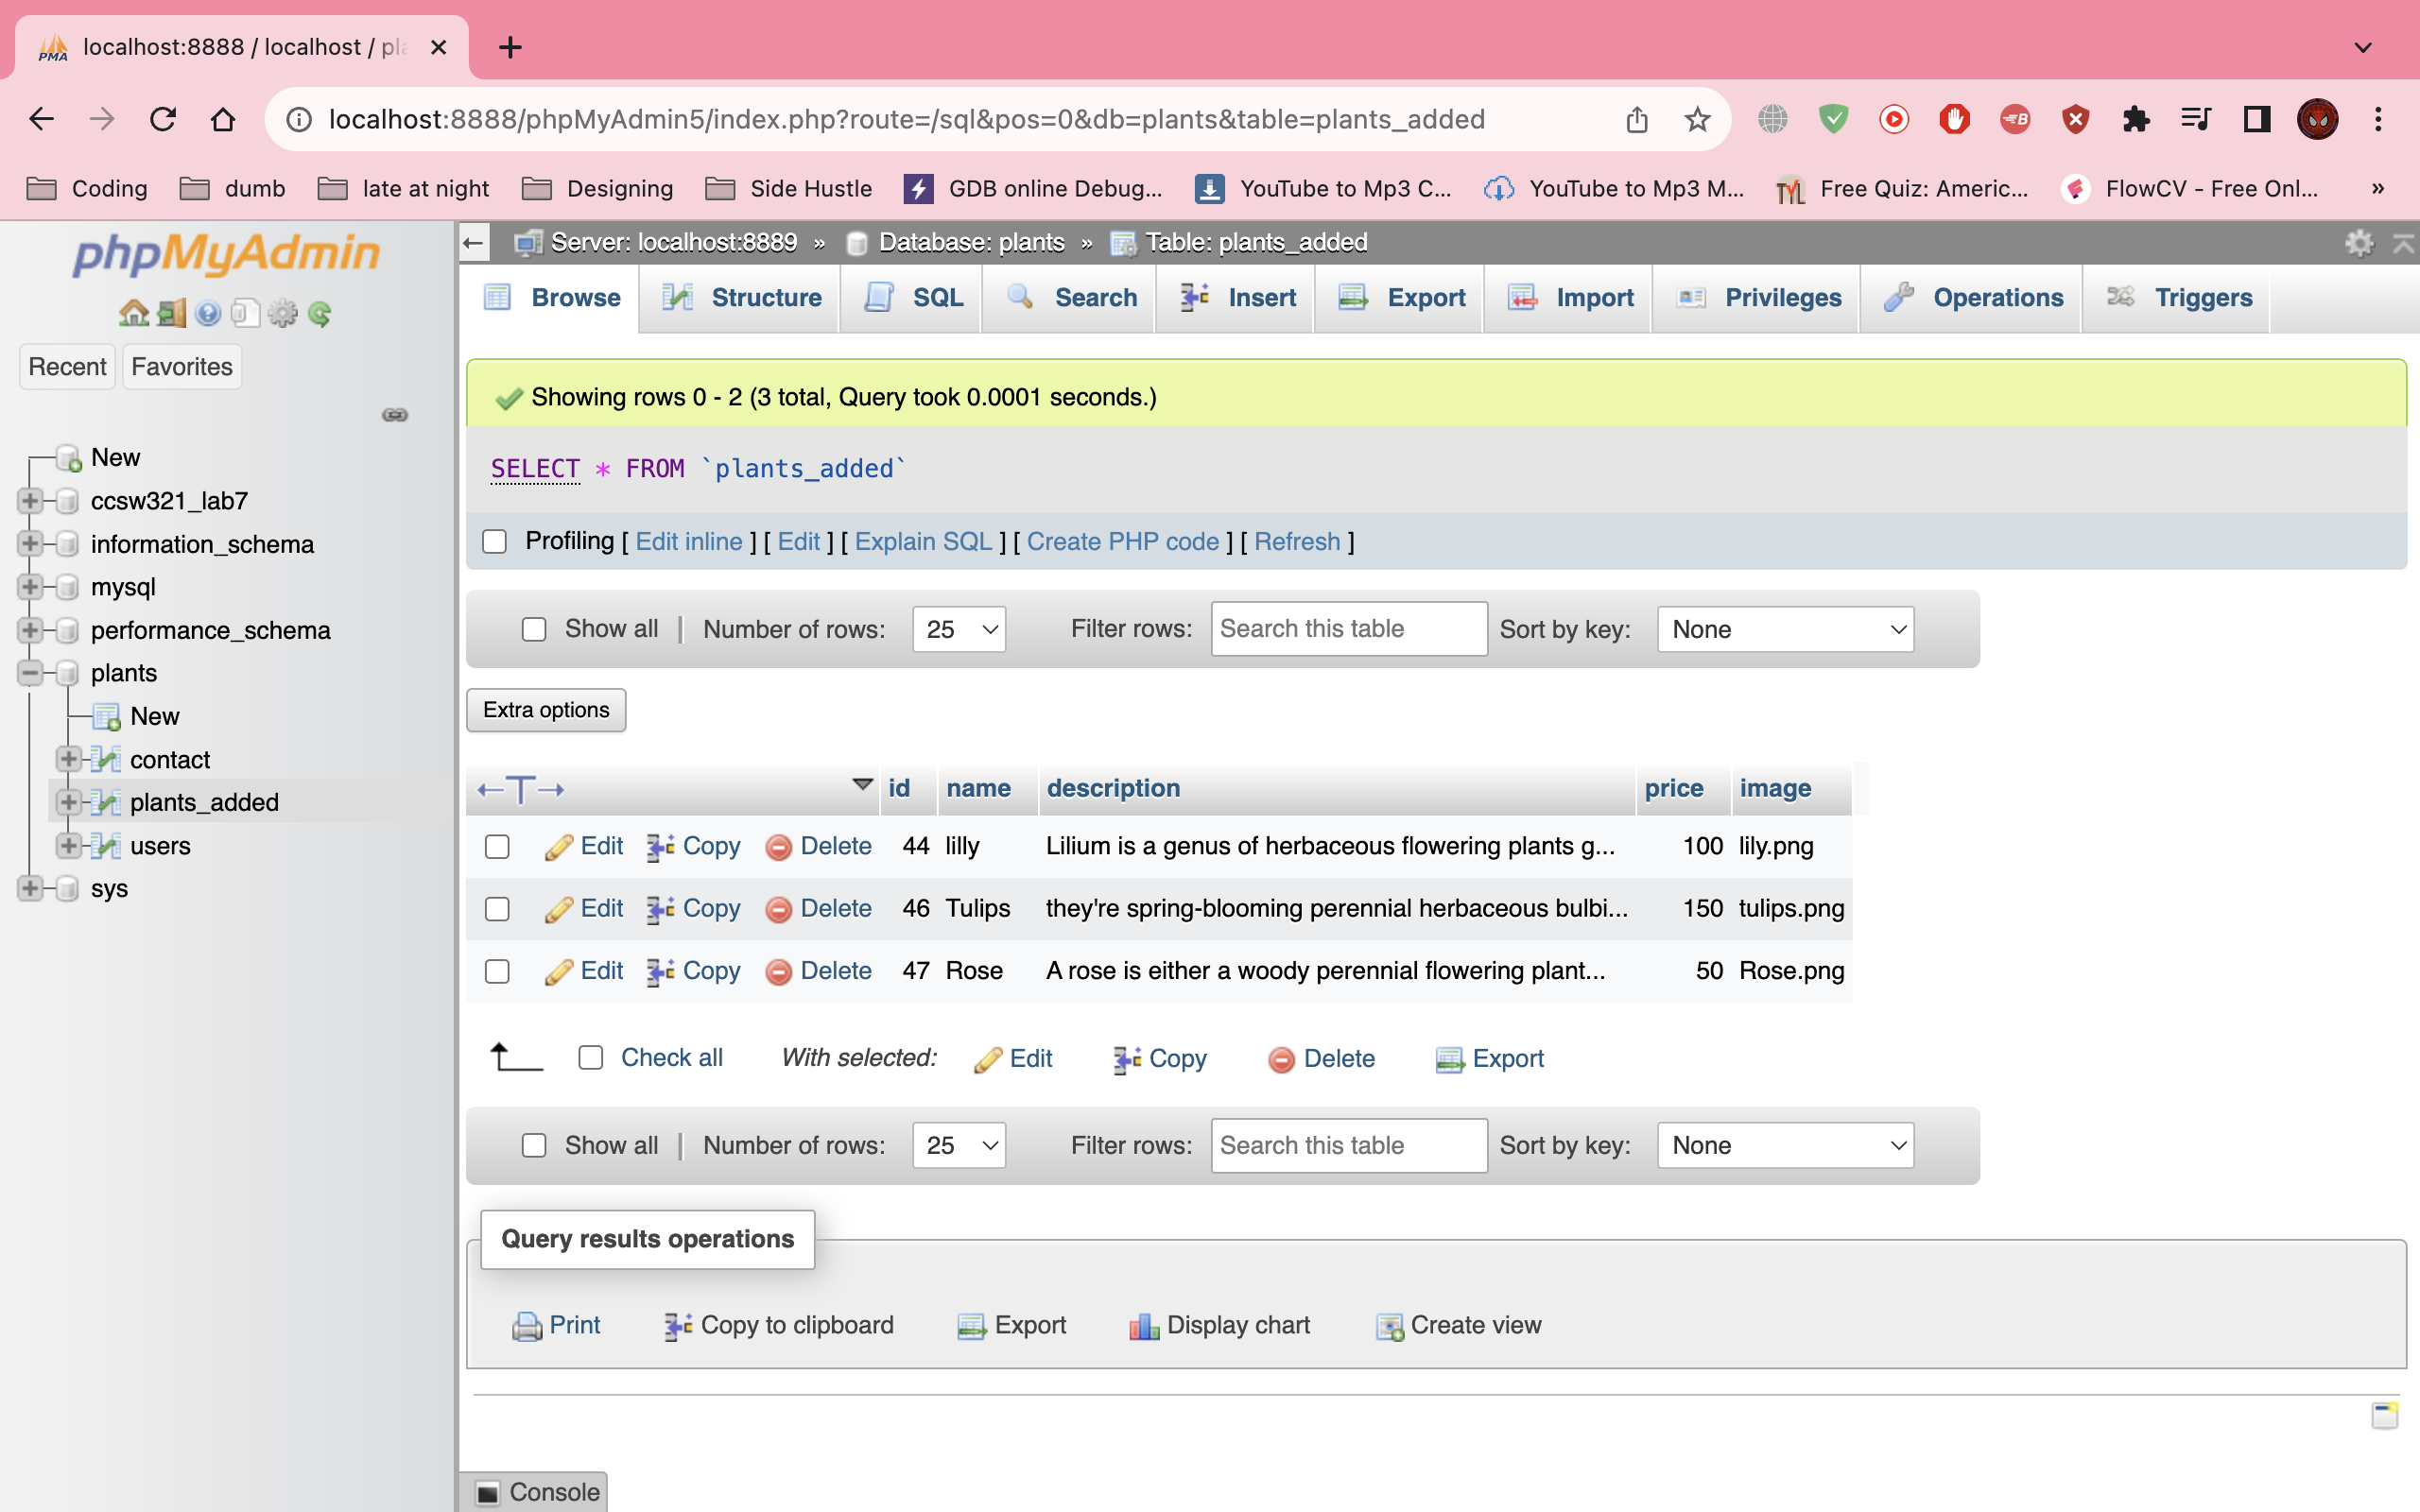 localhost:8888 / localhost / pla
localhost:8888/phpMyAdmin5/index.php?route=/sql&pos=0&db=plants&table=plants_added
Coding dumb late at night Designing Side Hustle GDB online Debug... YouTube to Mp3 C... YouTube to Mp3 M... Free Quiz: Americ... FlowCV - Free Onl... »
phpMyAdmin
Recent Favorites
New
ccsw321_lab7
information_schema
mysql
performance_schema
plants
New
contact
plants_added
users
sys
Server: localhost:8889 » Database: plants » Table: plants_added
Browse Structure SQL Search Insert Export Import Privileges Operations Triggers
Showing rows 0 - 2 (3 total, Query took 0.0001 seconds.)
SELECT * FROM `plants_added`
Profiling [ Edit inline ] [ Edit ] [ Explain SQL ] [ Create PHP code ] [ Refresh ]
Show all | Number of rows: 25 Filter rows: Search this table Sort by key: None
Extra options
←T→ id name description price image
Edit Copy Delete 44 lilly Lilium is a genus of herbaceous flowering plants g... 100 lily.png
Edit Copy Delete 46 Tulips they're spring-blooming perennial herbaceous bulbi... 150 tulips.png
Edit Copy Delete 47 Rose A rose is either a woody perennial flowering plant... 50 Rose.png
Check all With selected: Edit Copy Delete Export
Show all | Number of rows: 25 Filter rows: Search this table Sort by key: None
Query results operations
Print Copy to clipboard Export Display chart Create view
Console